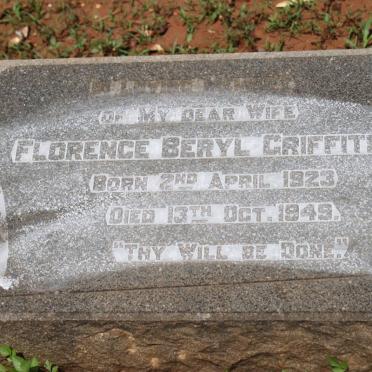 OF MY DEAR WIFE
FLORENCE BERYL GRIFFITH
BORN 2ND APRIL 1923
DIED 13TH OCT. 1949.
"THY WILL BE DONE."